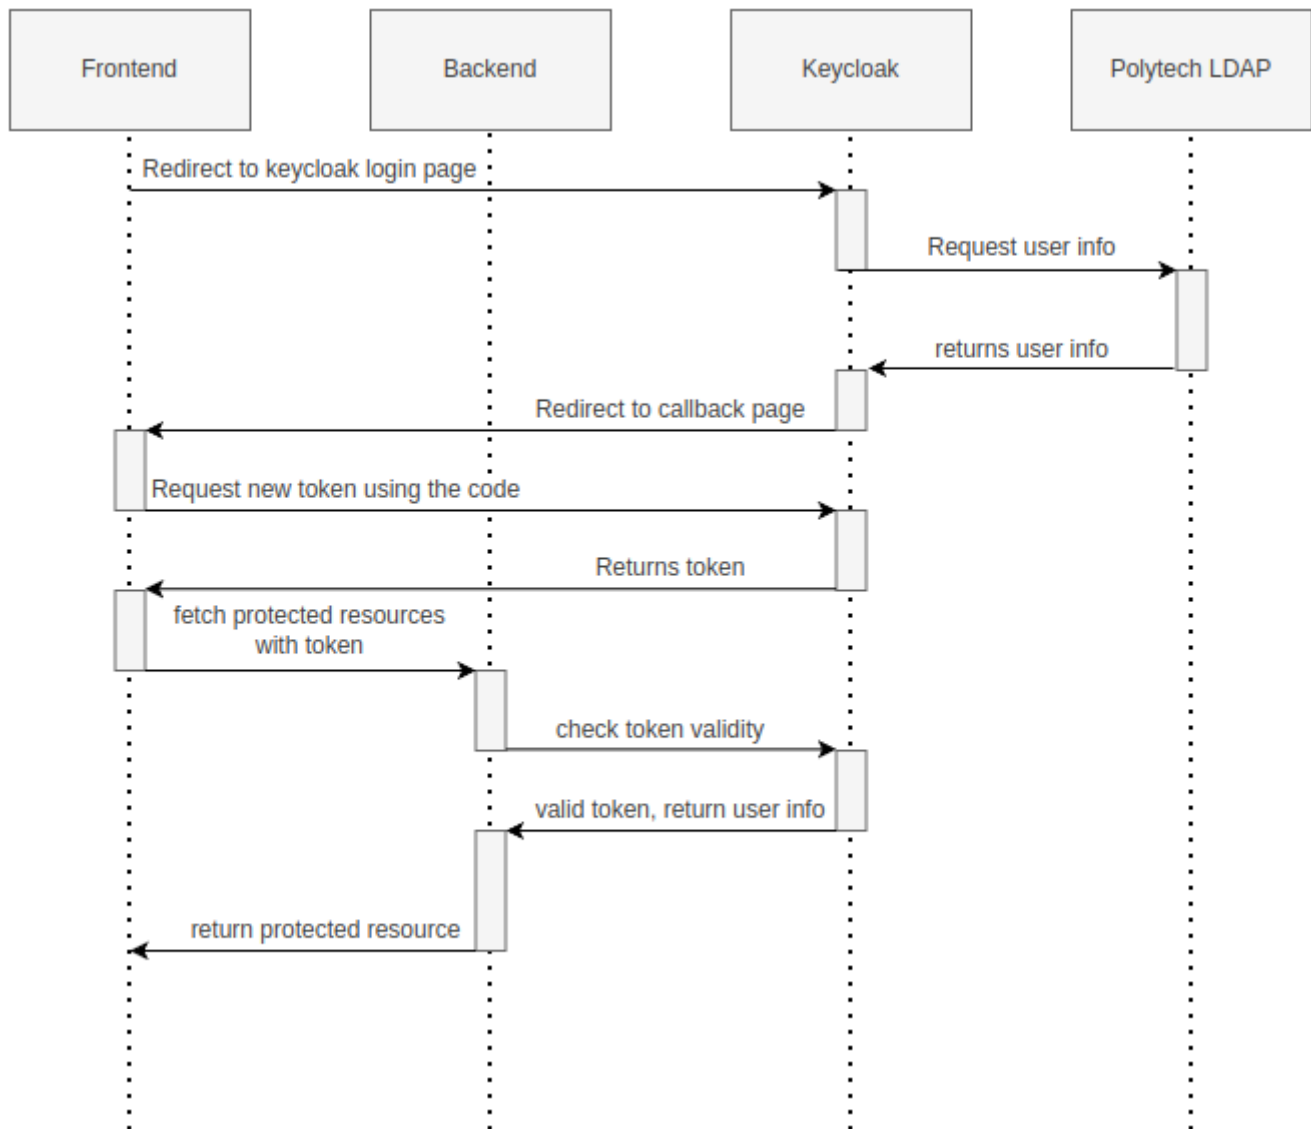 Frontend
Backend
Keycloak
Polytech LDAP
Redirect to keycloak login page
Request user info
returns user info
Redirect to callback page
Request new token using the code
Returns token
fetch protected resources
with token
check token validity
valid token, return user info
return protected resource